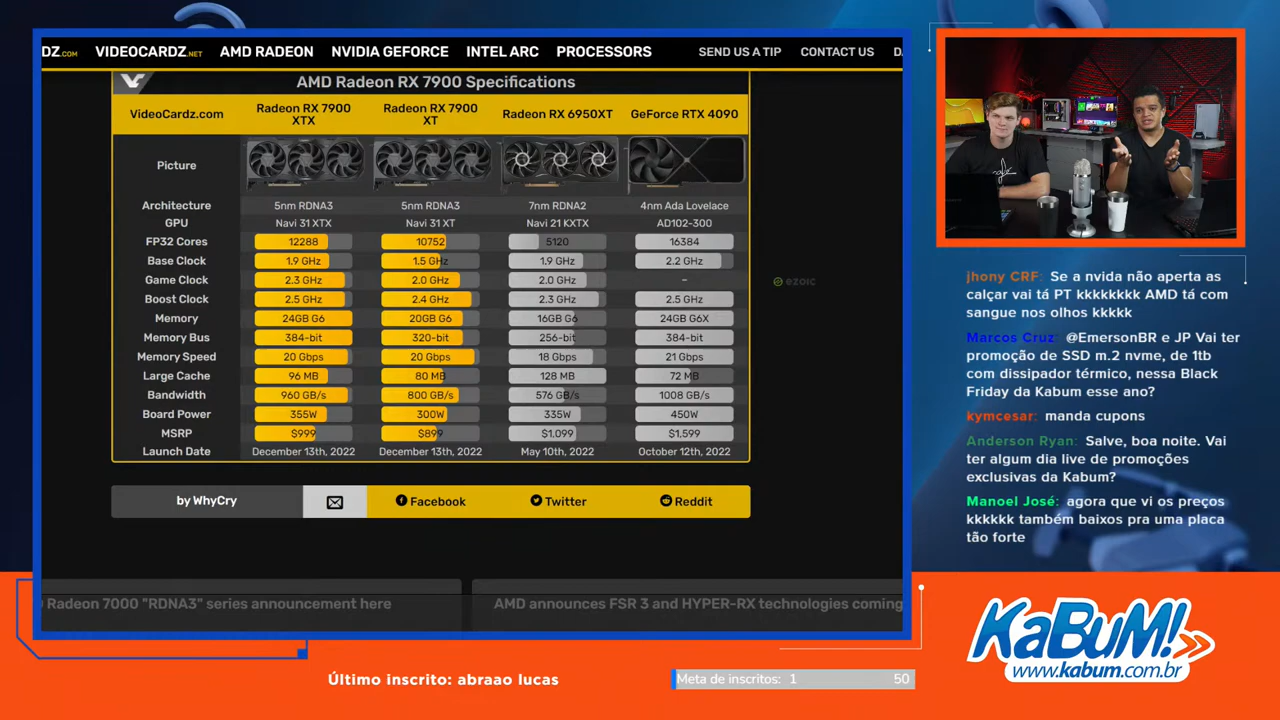 DZ.COM VIDEOCARDZ.NET AMD RADEON NVIDIA GEFORCE INTEL ARC PROCESSORS SEND US A TIP CONTACT US
AMD Radeon RX 7900 Specifications
VideoCardz.com Radeon RX 7900 XTX Radeon RX 7900 XT Radeon RX 6950XT GeForce RTX 4090
Picture
Architecture 5nm RDNA3 5nm RDNA3 7nm RDNA2 4nm Ada Lovelace
GPU Navi 31 XTX Navi 31 XT Navi 21 KXTX AD102-300
FP32 Cores 12288 10752 5120 16384
Base Clock 1.9 GHz 1.5 GHz 1.9 GHz 2.2 GHz
Game Clock 2.3 GHz 2.0 GHz 2.0 GHz –
Boost Clock 2.5 GHz 2.4 GHz 2.3 GHz 2.5 GHz
Memory 24GB G6 20GB G6 16GB G6 24GB G6X
Memory Bus 384-bit 320-bit 256-bit 384-bit
Memory Speed 20 Gbps 20 Gbps 18 Gbps 21 Gbps
Large Cache 96 MB 80 MB 128 MB 72 MB
Bandwidth 960 GB/s 800 GB/s 576 GB/s 1008 GB/s
Board Power 355W 300W 335W 450W
MSRP $999 $899 $1,099 $1,599
Launch Date December 13th, 2022 December 13th, 2022 May 10th, 2022 October 12th, 2022
ezoic
by WhyCry Facebook Twitter Reddit
Radeon 7000 "RDNA3" series announcement here
AMD announces FSR 3 and HYPER-RX technologies coming
jhony CRF: Se a nvida não aperta as
calçar vai tá PT kkkkkkkk AMD tá com
sangue nos olhos kkkkk
Marcos Cruz: @EmersonBR e JP Vai ter
promoção de SSD m.2 nvme, de 1tb
com dissipador térmico, nessa Black
Friday da Kabum esse ano?
kymcesar: manda cupons
Anderson Ryan: Salve, boa noite. Vai
ter algum dia live de promoções
exclusivas da Kabum?
Manoel José: agora que vi os preços
kkkkkk também baixos pra uma placa
tão forte
KaBuM!
www.kabum.com.br
Último inscrito: abraao lucas
Meta de inscritos: 1 50